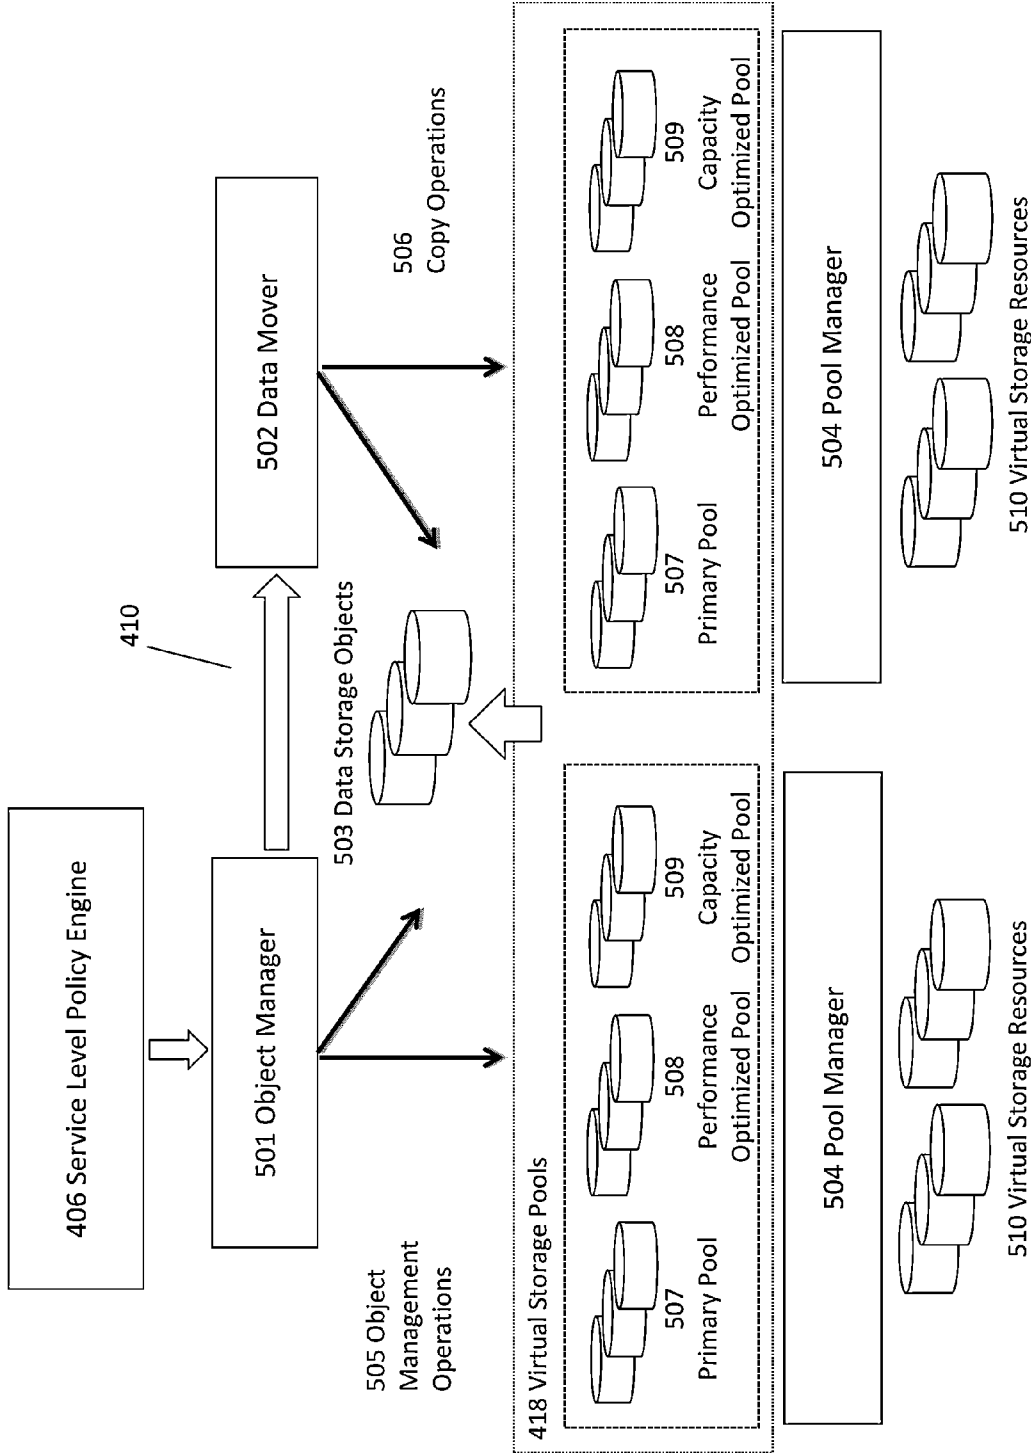 406 Service Level Policy Engine
410
501 Object Manager
502 Data Mover
505 Object
Management
Operations
503 Data Storage Objects
506
Copy Operations
418 Virtual Storage Pools
507
Primary Pool
508
Performance
Optimized Pool
509
Capacity
Optimized Pool
507
Primary Pool
508
Performance
Optimized Pool
509
Capacity
Optimized Pool
504 Pool Manager
504 Pool Manager
510 Virtual Storage Resources
510 Virtual Storage Resources